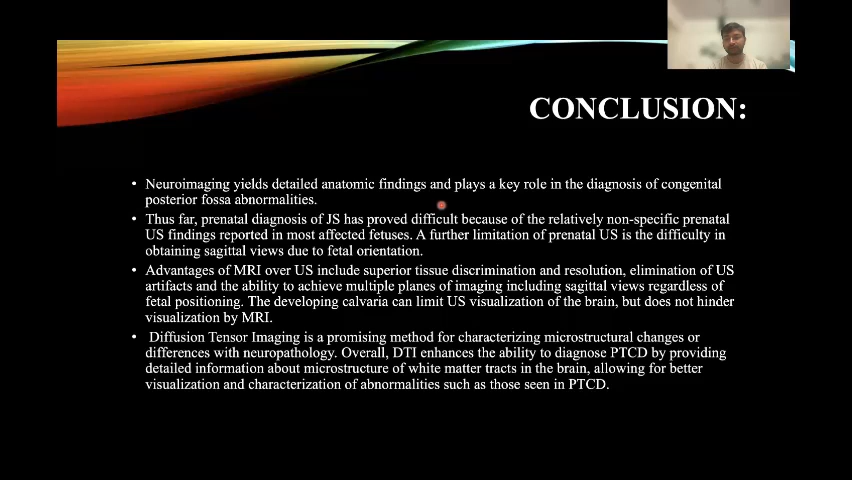 CONCLUSION:
• Neuroimaging yields detailed anatomic findings and plays a key role in the diagnosis of congenital
posterior fossa abnormalities.
• Thus far, prenatal diagnosis of JS has proved difficult because of the relatively non-specific prenatal
US findings reported in most affected fetuses. A further limitation of prenatal US is the difficulty in
obtaining sagittal views due to fetal orientation.
• Advantages of MRI over US include superior tissue discrimination and resolution, elimination of US
artifacts and the ability to achieve multiple planes of imaging including sagittal views regardless of
fetal positioning. The developing calvaria can limit US visualization of the brain, but does not hinder
visualization by MRI.
• Diffusion Tensor Imaging is a promising method for characterizing microstructural changes or
differences with neuropathology. Overall, DTI enhances the ability to diagnose PTCD by providing
detailed information about microstructure of white matter tracts in the brain, allowing for better
visualization and characterization of abnormalities such as those seen in PTCD.